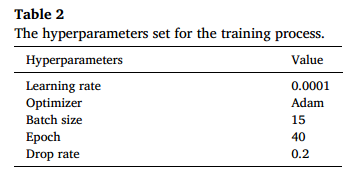 Table 2
The hyperparameters set for the training process.
Hyperparameters Value
Learning rate 0.0001
Optimizer Adam
Batch size 15
Epoch 40
Drop rate 0.2